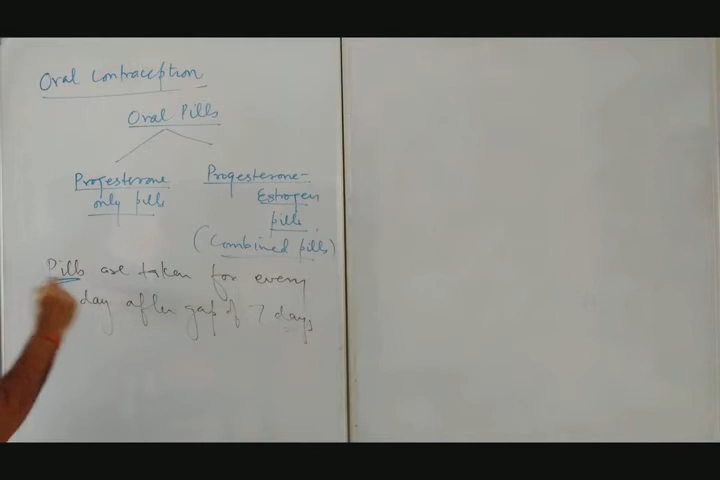 Oral contraception
Oral Pills
Progesterone only pills
Progesterone-Estrogen pills
(Combined pills)
Pills are taken for every
day after gap of 7 days